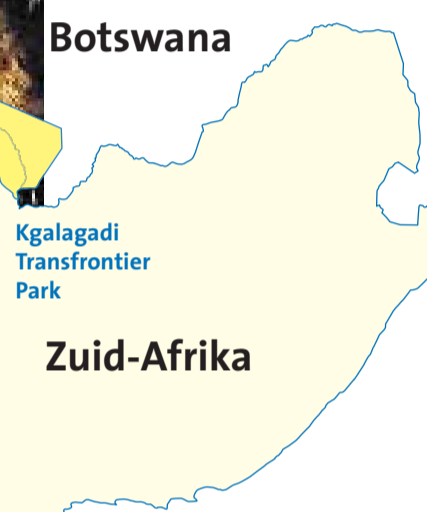 Botswana
Kgalagadi
Transfrontier
Park
Zuid-Afrika